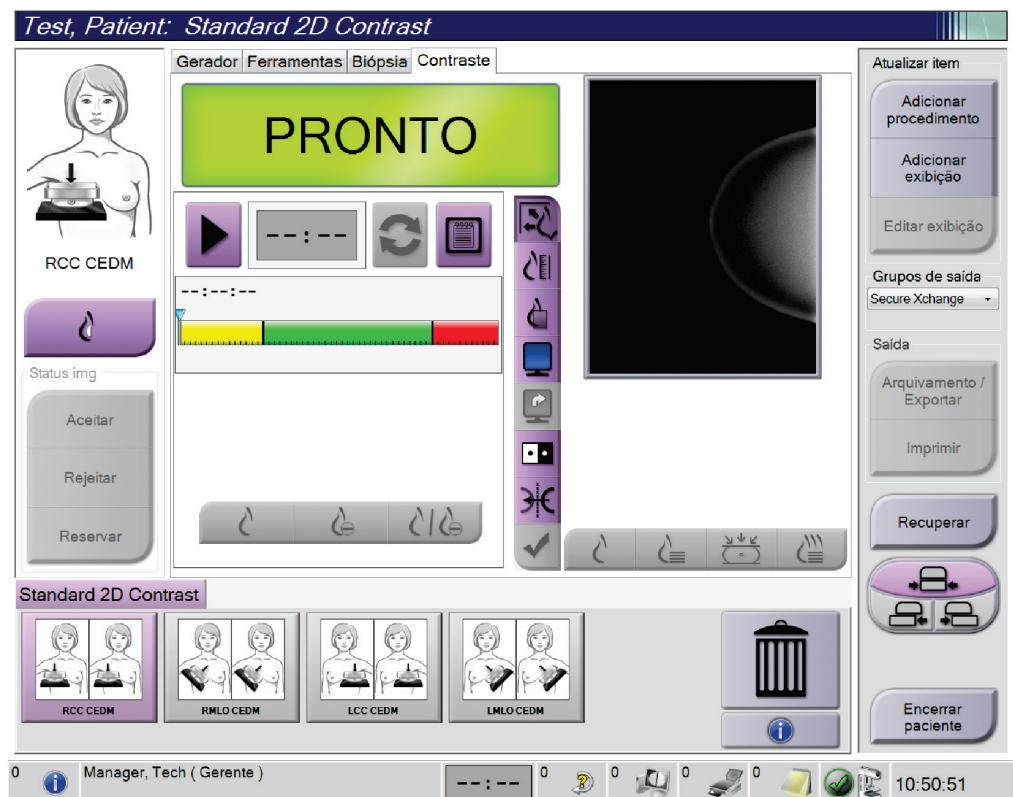 Test, Patient: Standard 2D Contrast
Gerador Ferramentas Biópsia Contraste
PRONTO
RCC CEDM
--:--
--:--:--
Status img
Aceitar
Rejeitar
Reservar
Atualizar item
Adicionar
procedimento
Adicionar
exibição
Editar exibição
Grupos de saída
Secure Xchange
Saída
Arquivamento /
Exportar
Imprimir
Recuperar
Encerrar
paciente
Standard 2D Contrast
RCC CEDM
RMLO CEDM
LCC CEDM
LMLO CEDM
0 Manager, Tech ( Gerente ) --:-- 0 0 0 0 10:50:51